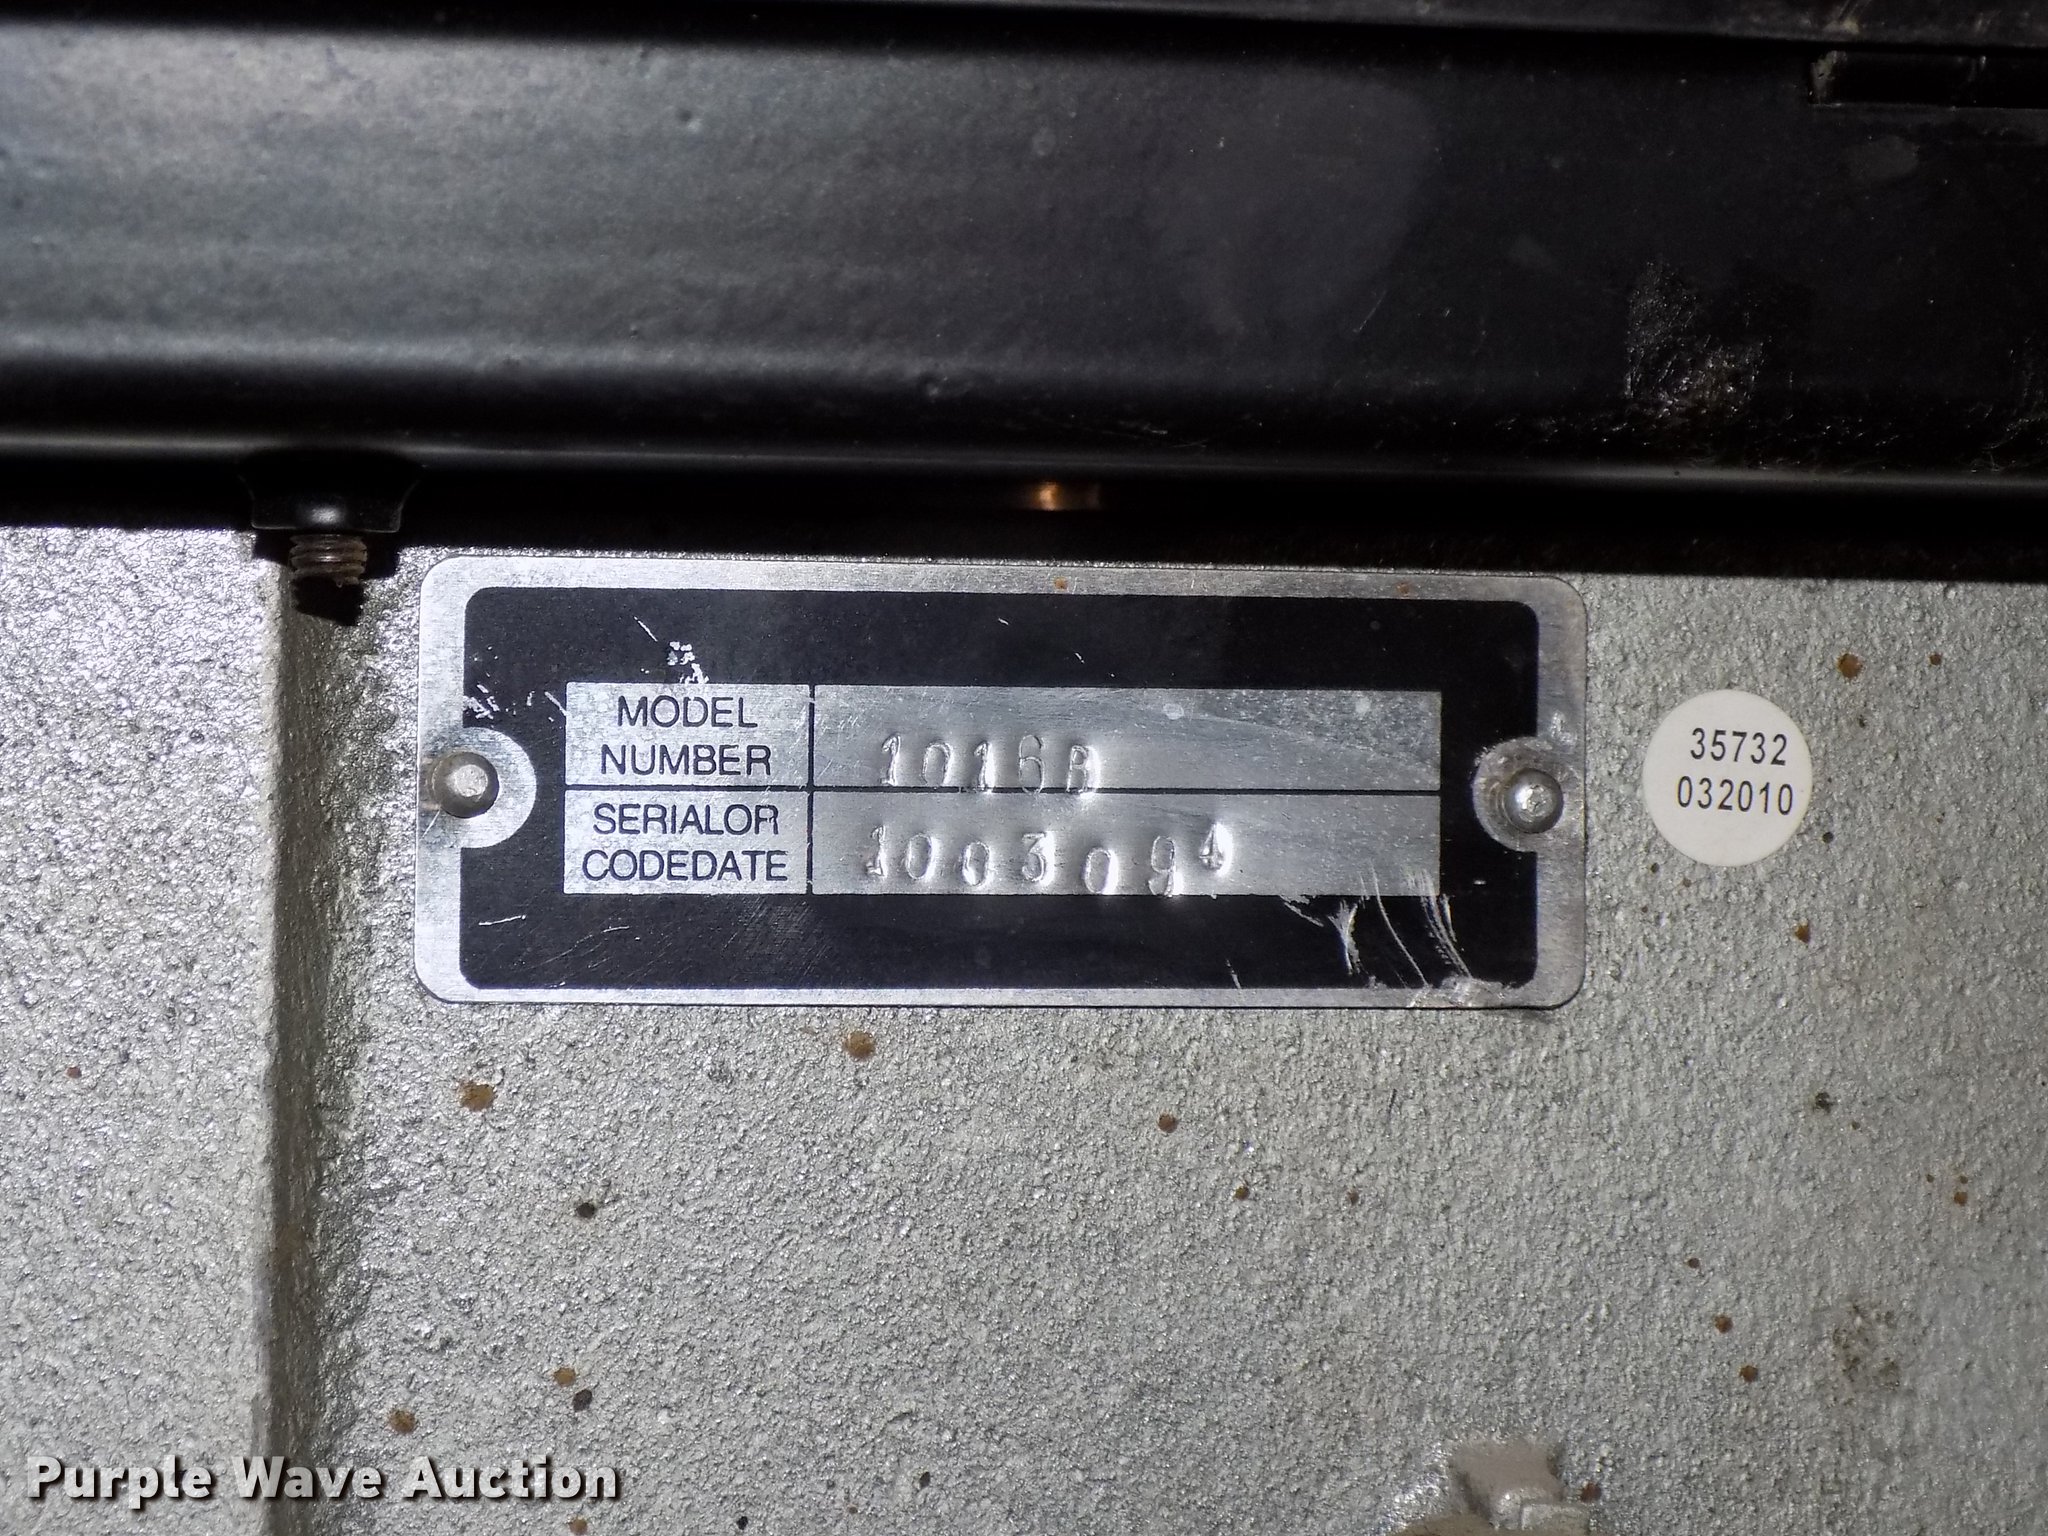 MODEL
NUMBER
1016B
SERIALOR
CODEDATE
1003094
35732
032010
Purple Wave Auction